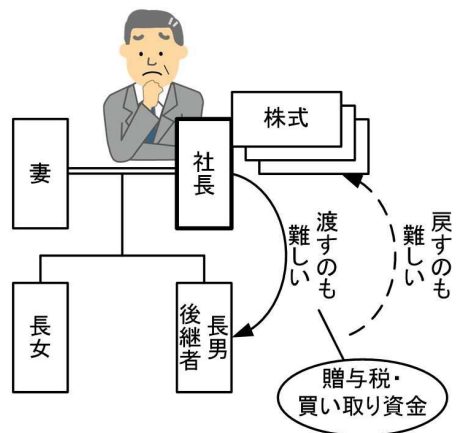 株式
妻
社長
渡すのも
難しい
戻すのも
難しい
長女
長男
後継者
贈与税・
買い取り資金